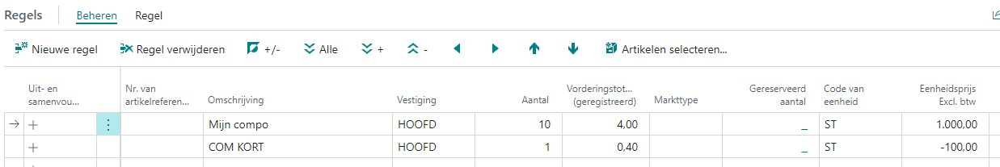 Regels Beheren Regel
Nieuwe regel Regel verwijderen +/- Alle + - Artikelen selecteren...
Uit- en samenvou... Nr. van artikelreferen... Omschrijving Vestiging Aantal Vorderingstot... (geregistreerd) Markttype Gereserveerd aantal Code van eenheid Eenheidsprijs Excl. btw
Mijn compo HOOFD 10 4,00 _ ST 1.000,00
COM KORT HOOFD 1 0,40 _ ST -100,00